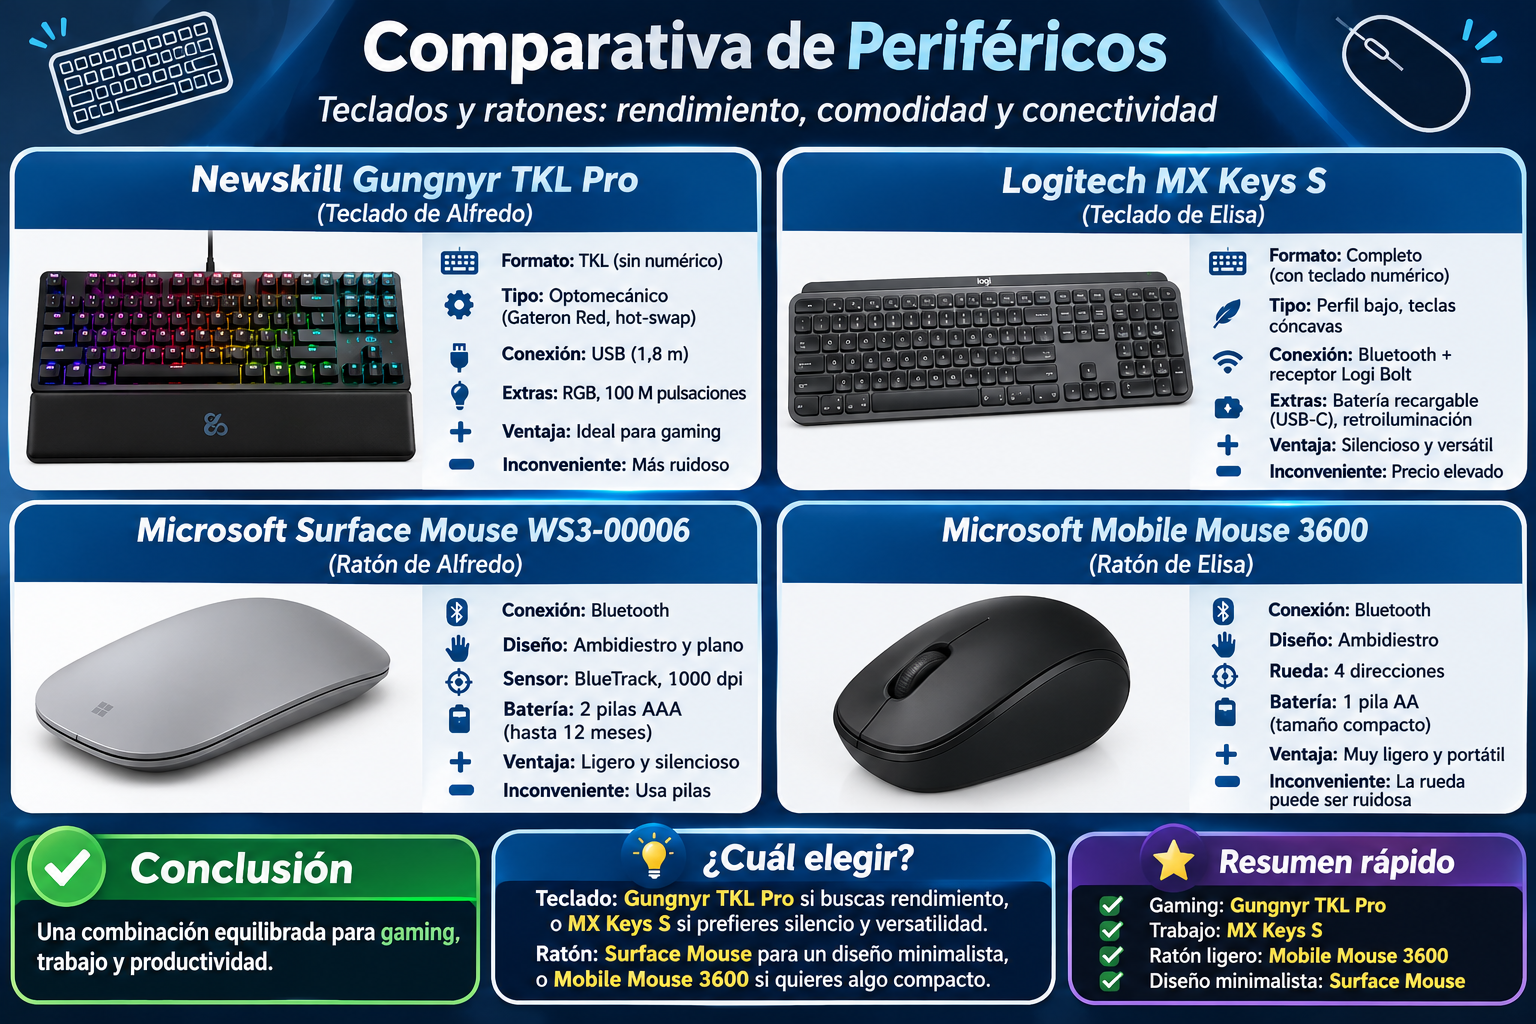 Comparativa de Periféricos
Teclados y ratones: rendimiento, comodidad y conectividad
Newskill Gungnyr TKL Pro
(Teclado de Alfredo)
Formato: TKL (sin numérico)
Tipo: Optomecánico
(Gateron Red, hot-swap)
Conexión: USB (1,8 m)
Extras: RGB, 100 M pulsaciones
Ventaja: Ideal para gaming
Inconveniente: Más ruidoso
Logitech MX Keys S
(Teclado de Elisa)
logi
Formato: Completo
(con teclado numérico)
Tipo: Perfil bajo, teclas
cóncavas
Conexión: Bluetooth +
receptor Logi Bolt
Extras: Batería recargable
(USB-C), retroiluminación
Ventaja: Silencioso y versátil
Inconveniente: Precio elevado
Microsoft Surface Mouse WS3-00006
(Ratón de Alfredo)
Conexión: Bluetooth
Diseño: Ambidiestro y plano
Sensor: BlueTrack, 1000 dpi
Batería: 2 pilas AAA
(hasta 12 meses)
Ventaja: Ligero y silencioso
Inconveniente: Usa pilas
Microsoft Mobile Mouse 3600
(Ratón de Elisa)
Conexión: Bluetooth
Diseño: Ambidiestro
Rueda: 4 direcciones
Batería: 1 pila AA
(tamaño compacto)
Ventaja: Muy ligero y portátil
Inconveniente: La rueda
puede ser ruidosa
Conclusión
Una combinación equilibrada para gaming,
trabajo y productividad.
¿Cuál elegir?
Teclado: Gungnyr TKL Pro si buscas rendimiento,
o MX Keys S si prefieres silencio y versatilidad.
Ratón: Surface Mouse para un diseño minimalista,
o Mobile Mouse 3600 si quieres algo compacto.
Resumen rápido
Gaming: Gungnyr TKL Pro
Trabajo: MX Keys S
Ratón ligero: Mobile Mouse 3600
Diseño minimalista: Surface Mouse